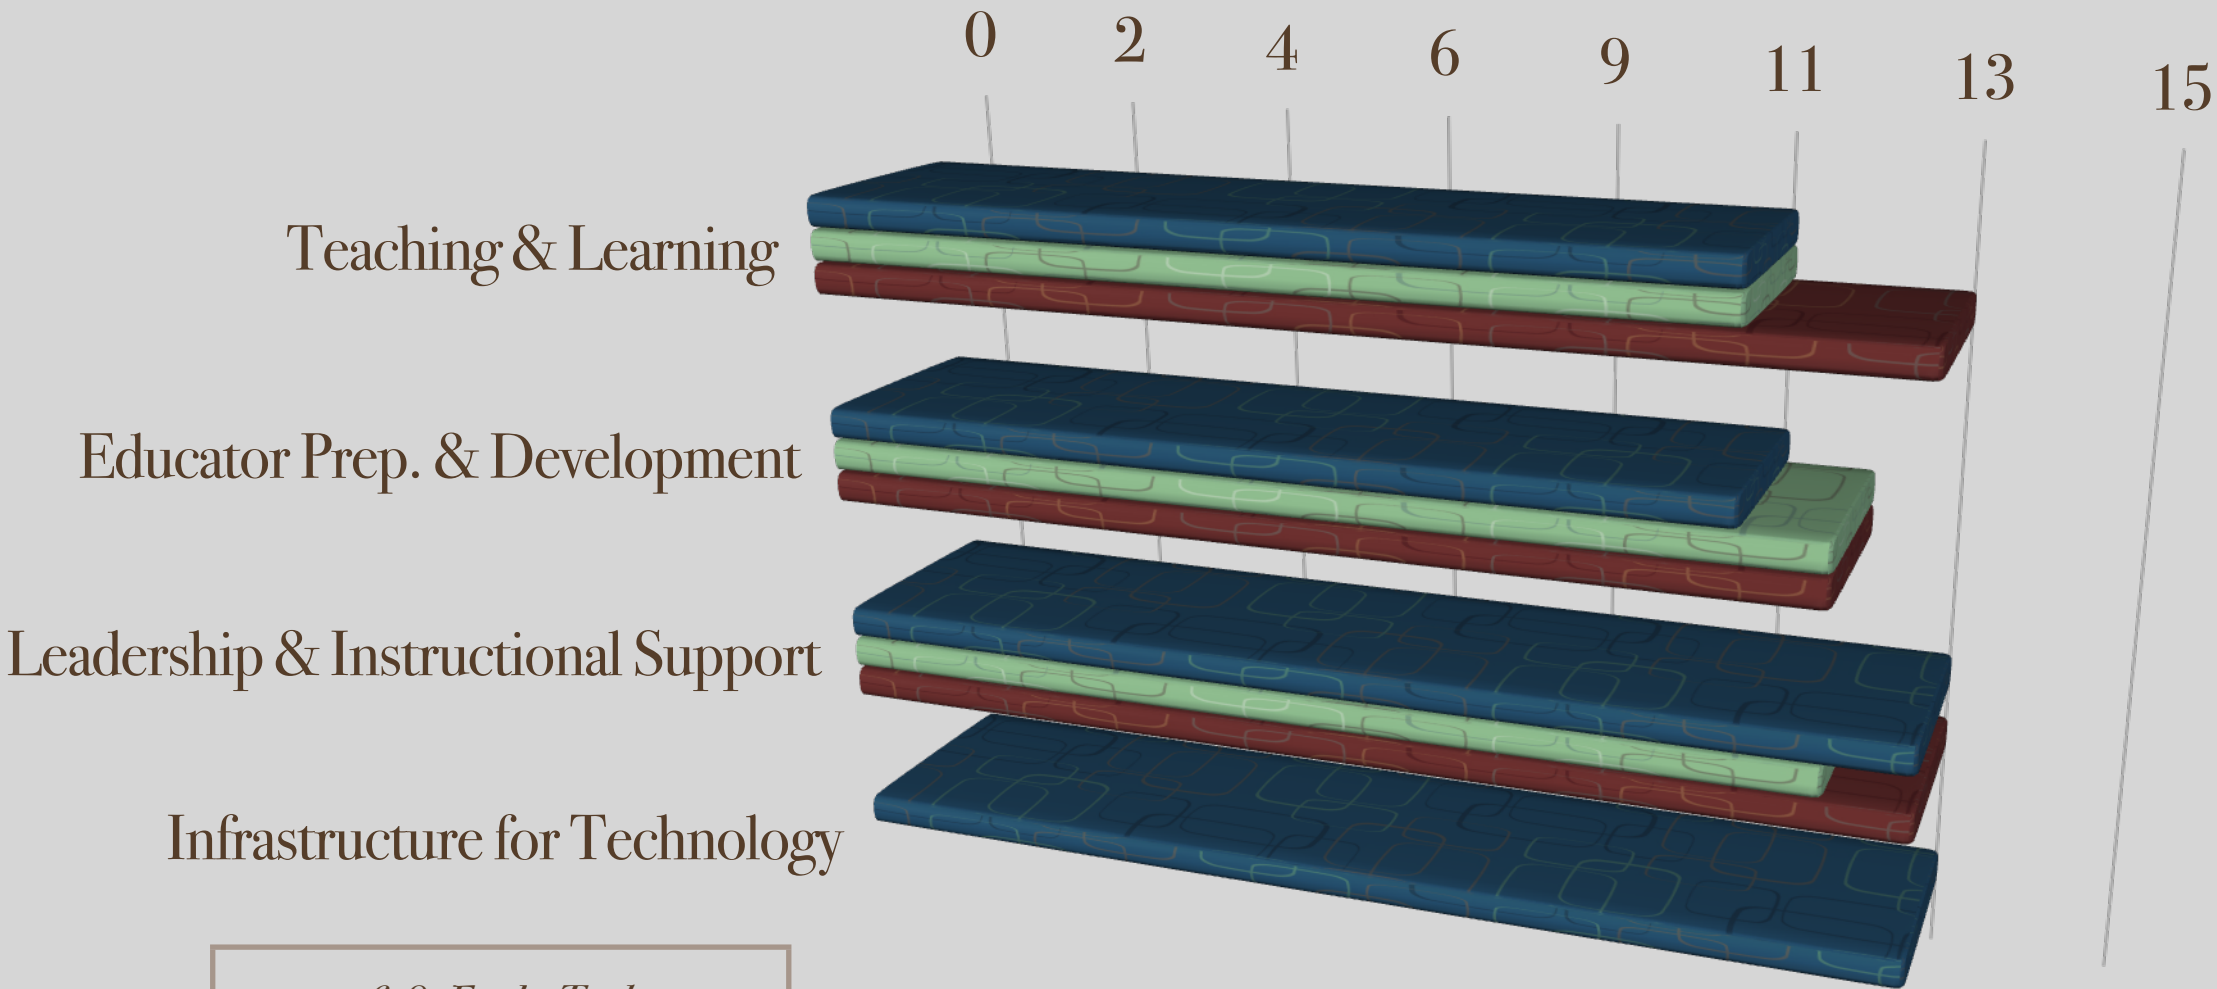 0 2 4 6 9 11 13 15
Teaching & Learning
Educator Prep. & Development
Leadership & Instructional Support
Infrastructure for Technology